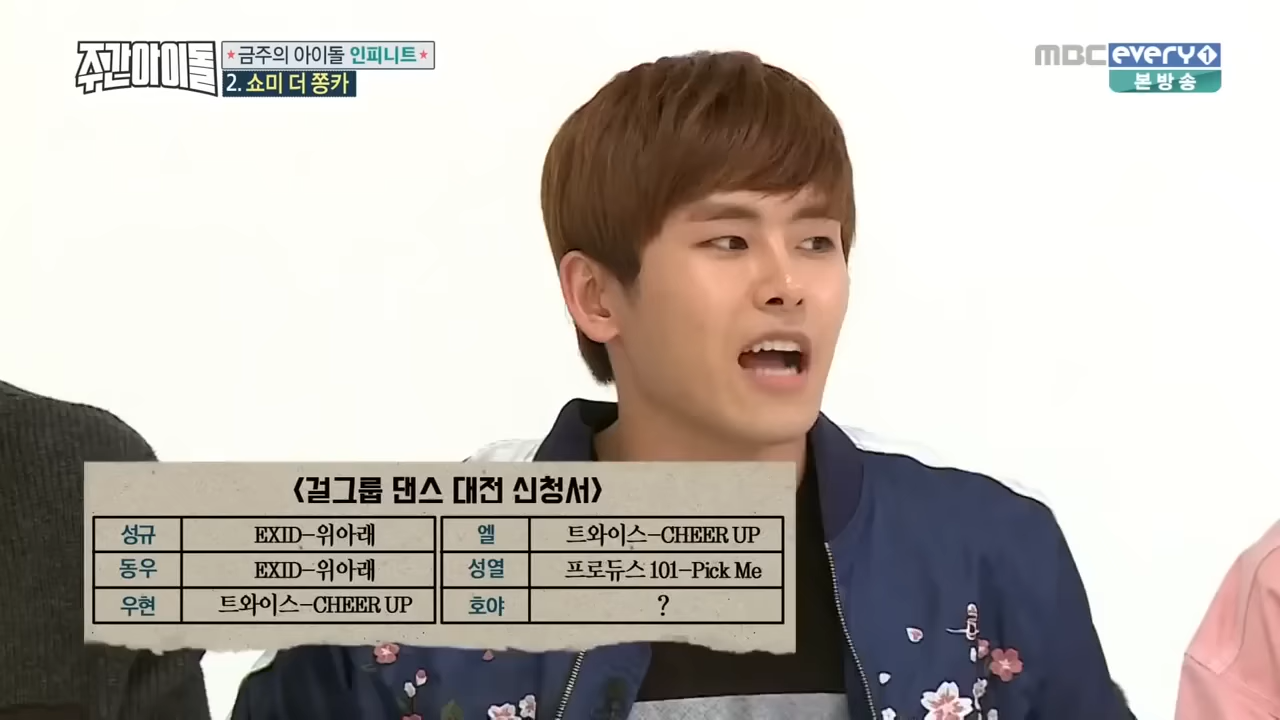 주간아이돌
★금주의 아이돌 인피니트★
2. 쇼미 더 쫑카
MBC every1
본방송
<걸그룹 댄스 대전 신청서>
성규 EXID-위아래 엘 트와이스-CHEER UP
동우 EXID-위아래 성열 프로듀스 101-Pick Me
우현 트와이스-CHEER UP 호야 ?